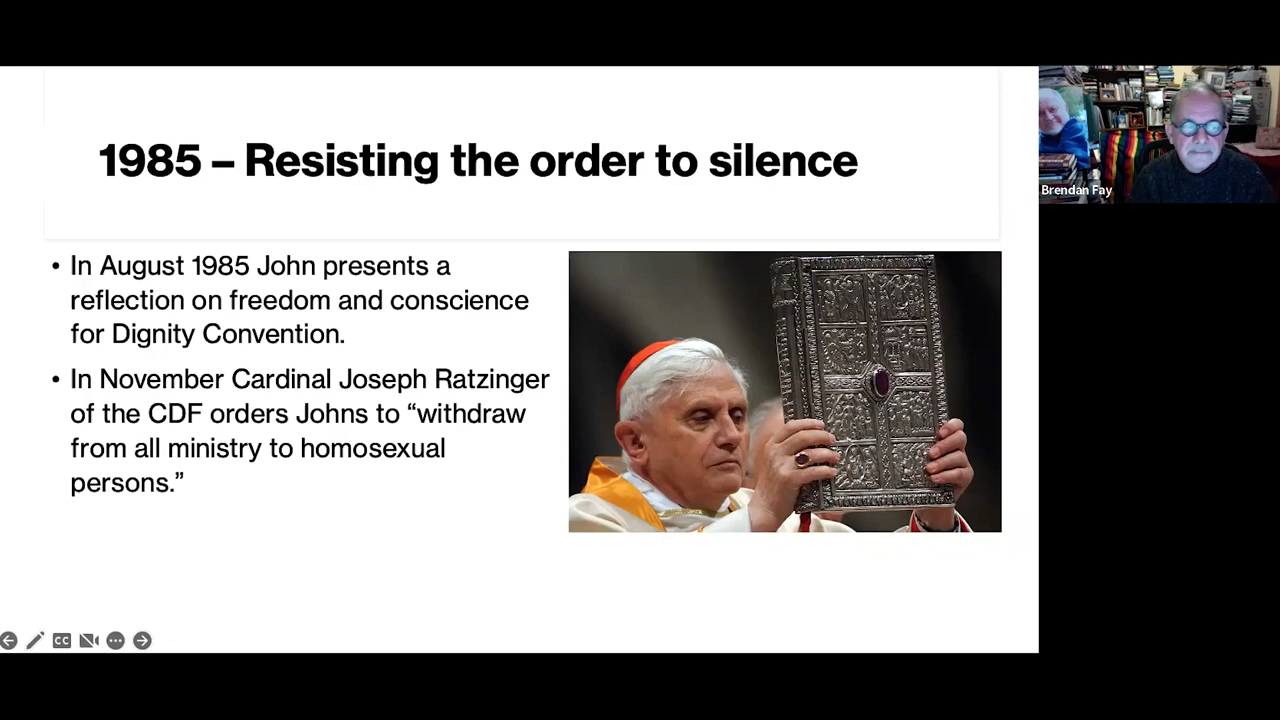 1985 – Resisting the order to silence
• In August 1985 John presents a
reflection on freedom and conscience
for Dignity Convention.
• In November Cardinal Joseph Ratzinger
of the CDF orders Johns to “withdraw
from all ministry to homosexual
persons.”
Brendan Fay
CC